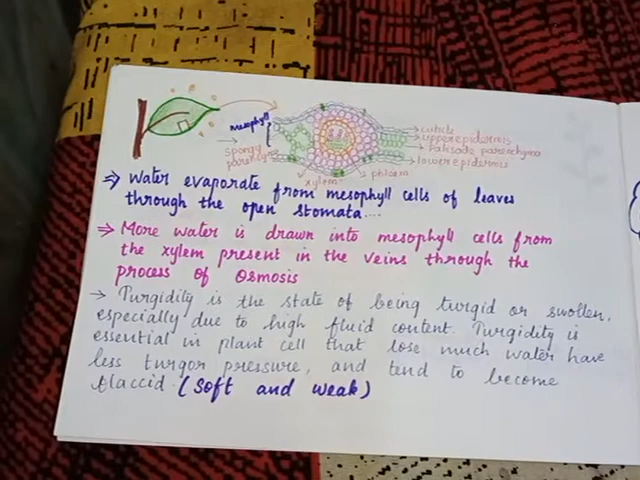 mesophyll
cuticle
upper epidermis
Palisade parenchyma
spongy
parenchyma
lower epidermis
xylem
phloem
⇒ Water evaporate from mesophyll cells of leaves
through the open stomata...
⇒ More water is drawn into mesophyll cells from
the xylem present in the veins through the
process of Osmosis
→ Turgidity is the state of being turgid or swollen,
especially due to high fluid content. Turgidity is
essential in plant cell that lose much water have
less turgor pressure, and tend to become
flaccid. (Soft and weak)